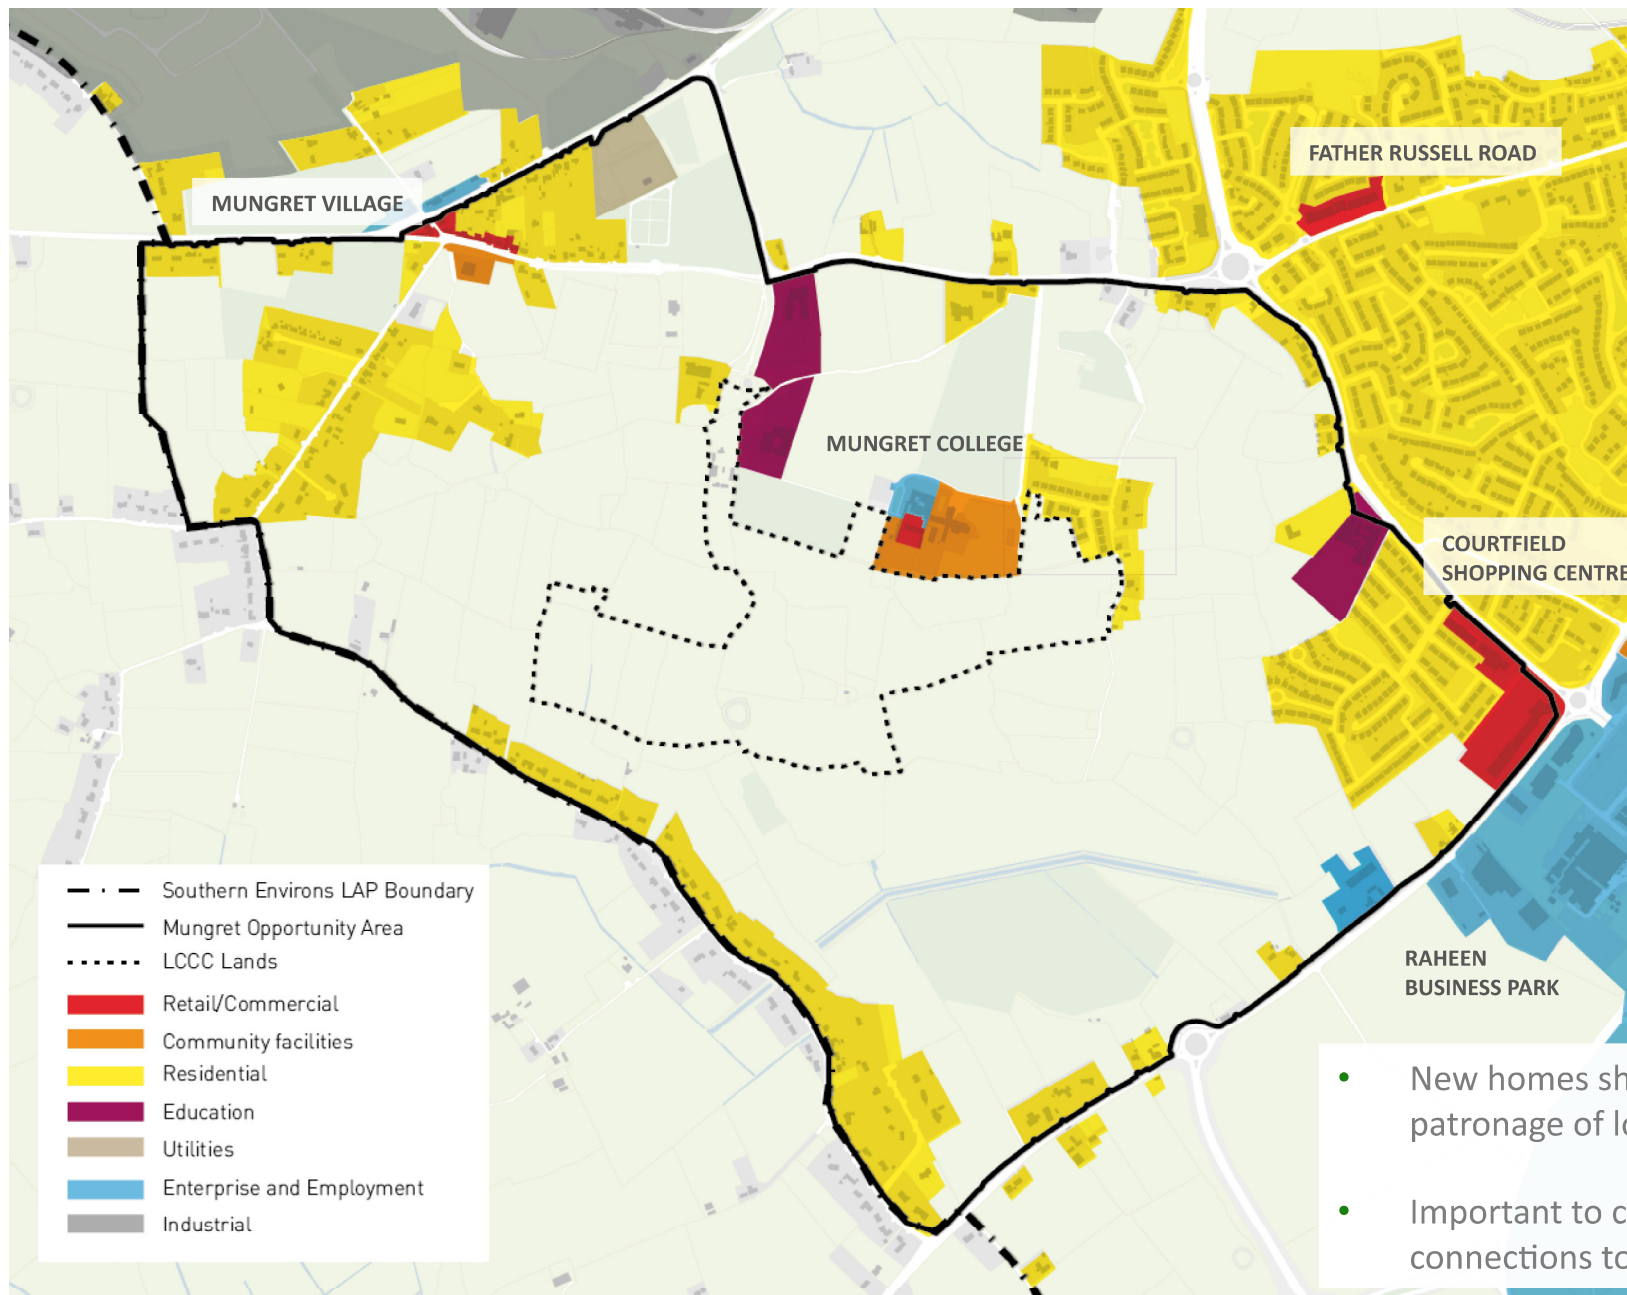 FATHER RUSSELL ROAD
MUNGRET VILLAGE
MUNGRET COLLEGE
COURTFIELD
SHOPPING CENTRE
RAHEEN
BUSINESS PARK
Southern Environs LAP Boundary
Mungret Opportunity Area
LCCC Lands
Retail/Commercial
Community facilities
Residential
Education
Utilities
Enterprise and Employment
Industrial
• New homes sh
patronage of lo
• Important to c
connections to